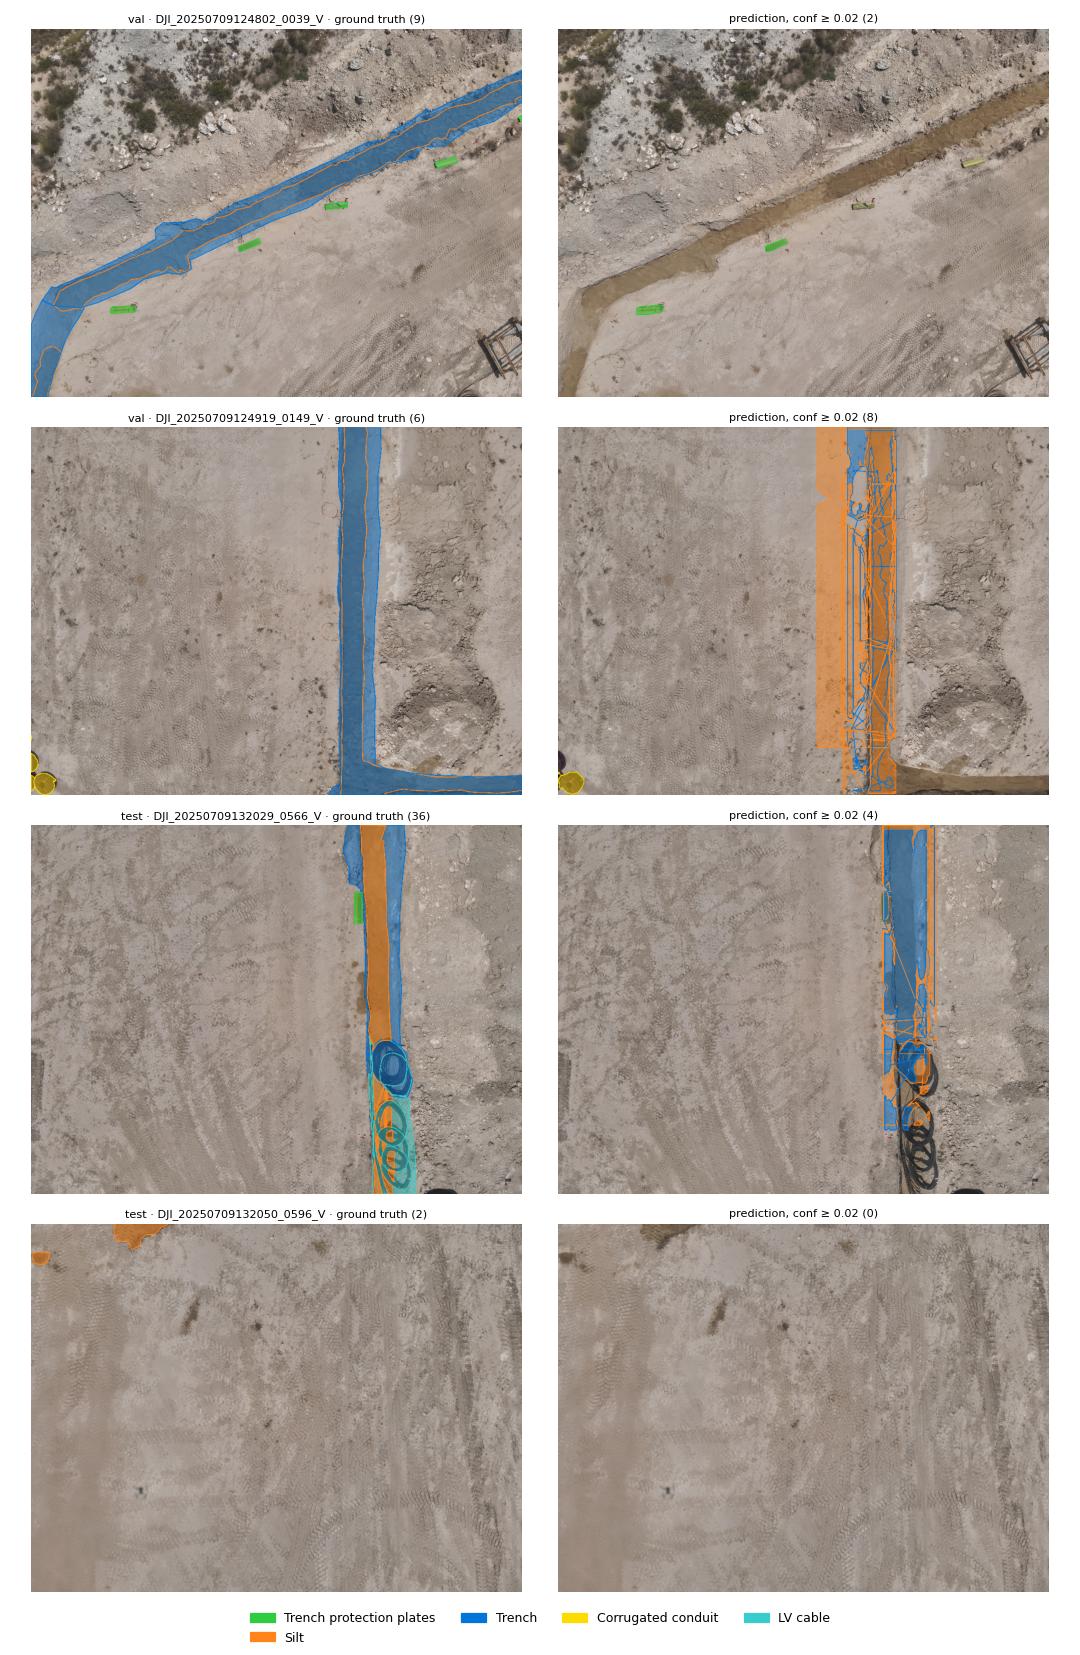 val · DJI_20250709124802_0039_V · ground truth (9)
prediction, conf ≥ 0.02 (2)
val · DJI_20250709124919_0149_V · ground truth (6)
prediction, conf ≥ 0.02 (8)
test · DJI_20250709132029_0566_V · ground truth (36)
prediction, conf ≥ 0.02 (4)
test · DJI_20250709132050_0596_V · ground truth (2)
prediction, conf ≥ 0.02 (0)
Trench protection plates
Trench
Corrugated conduit
LV cable
Silt